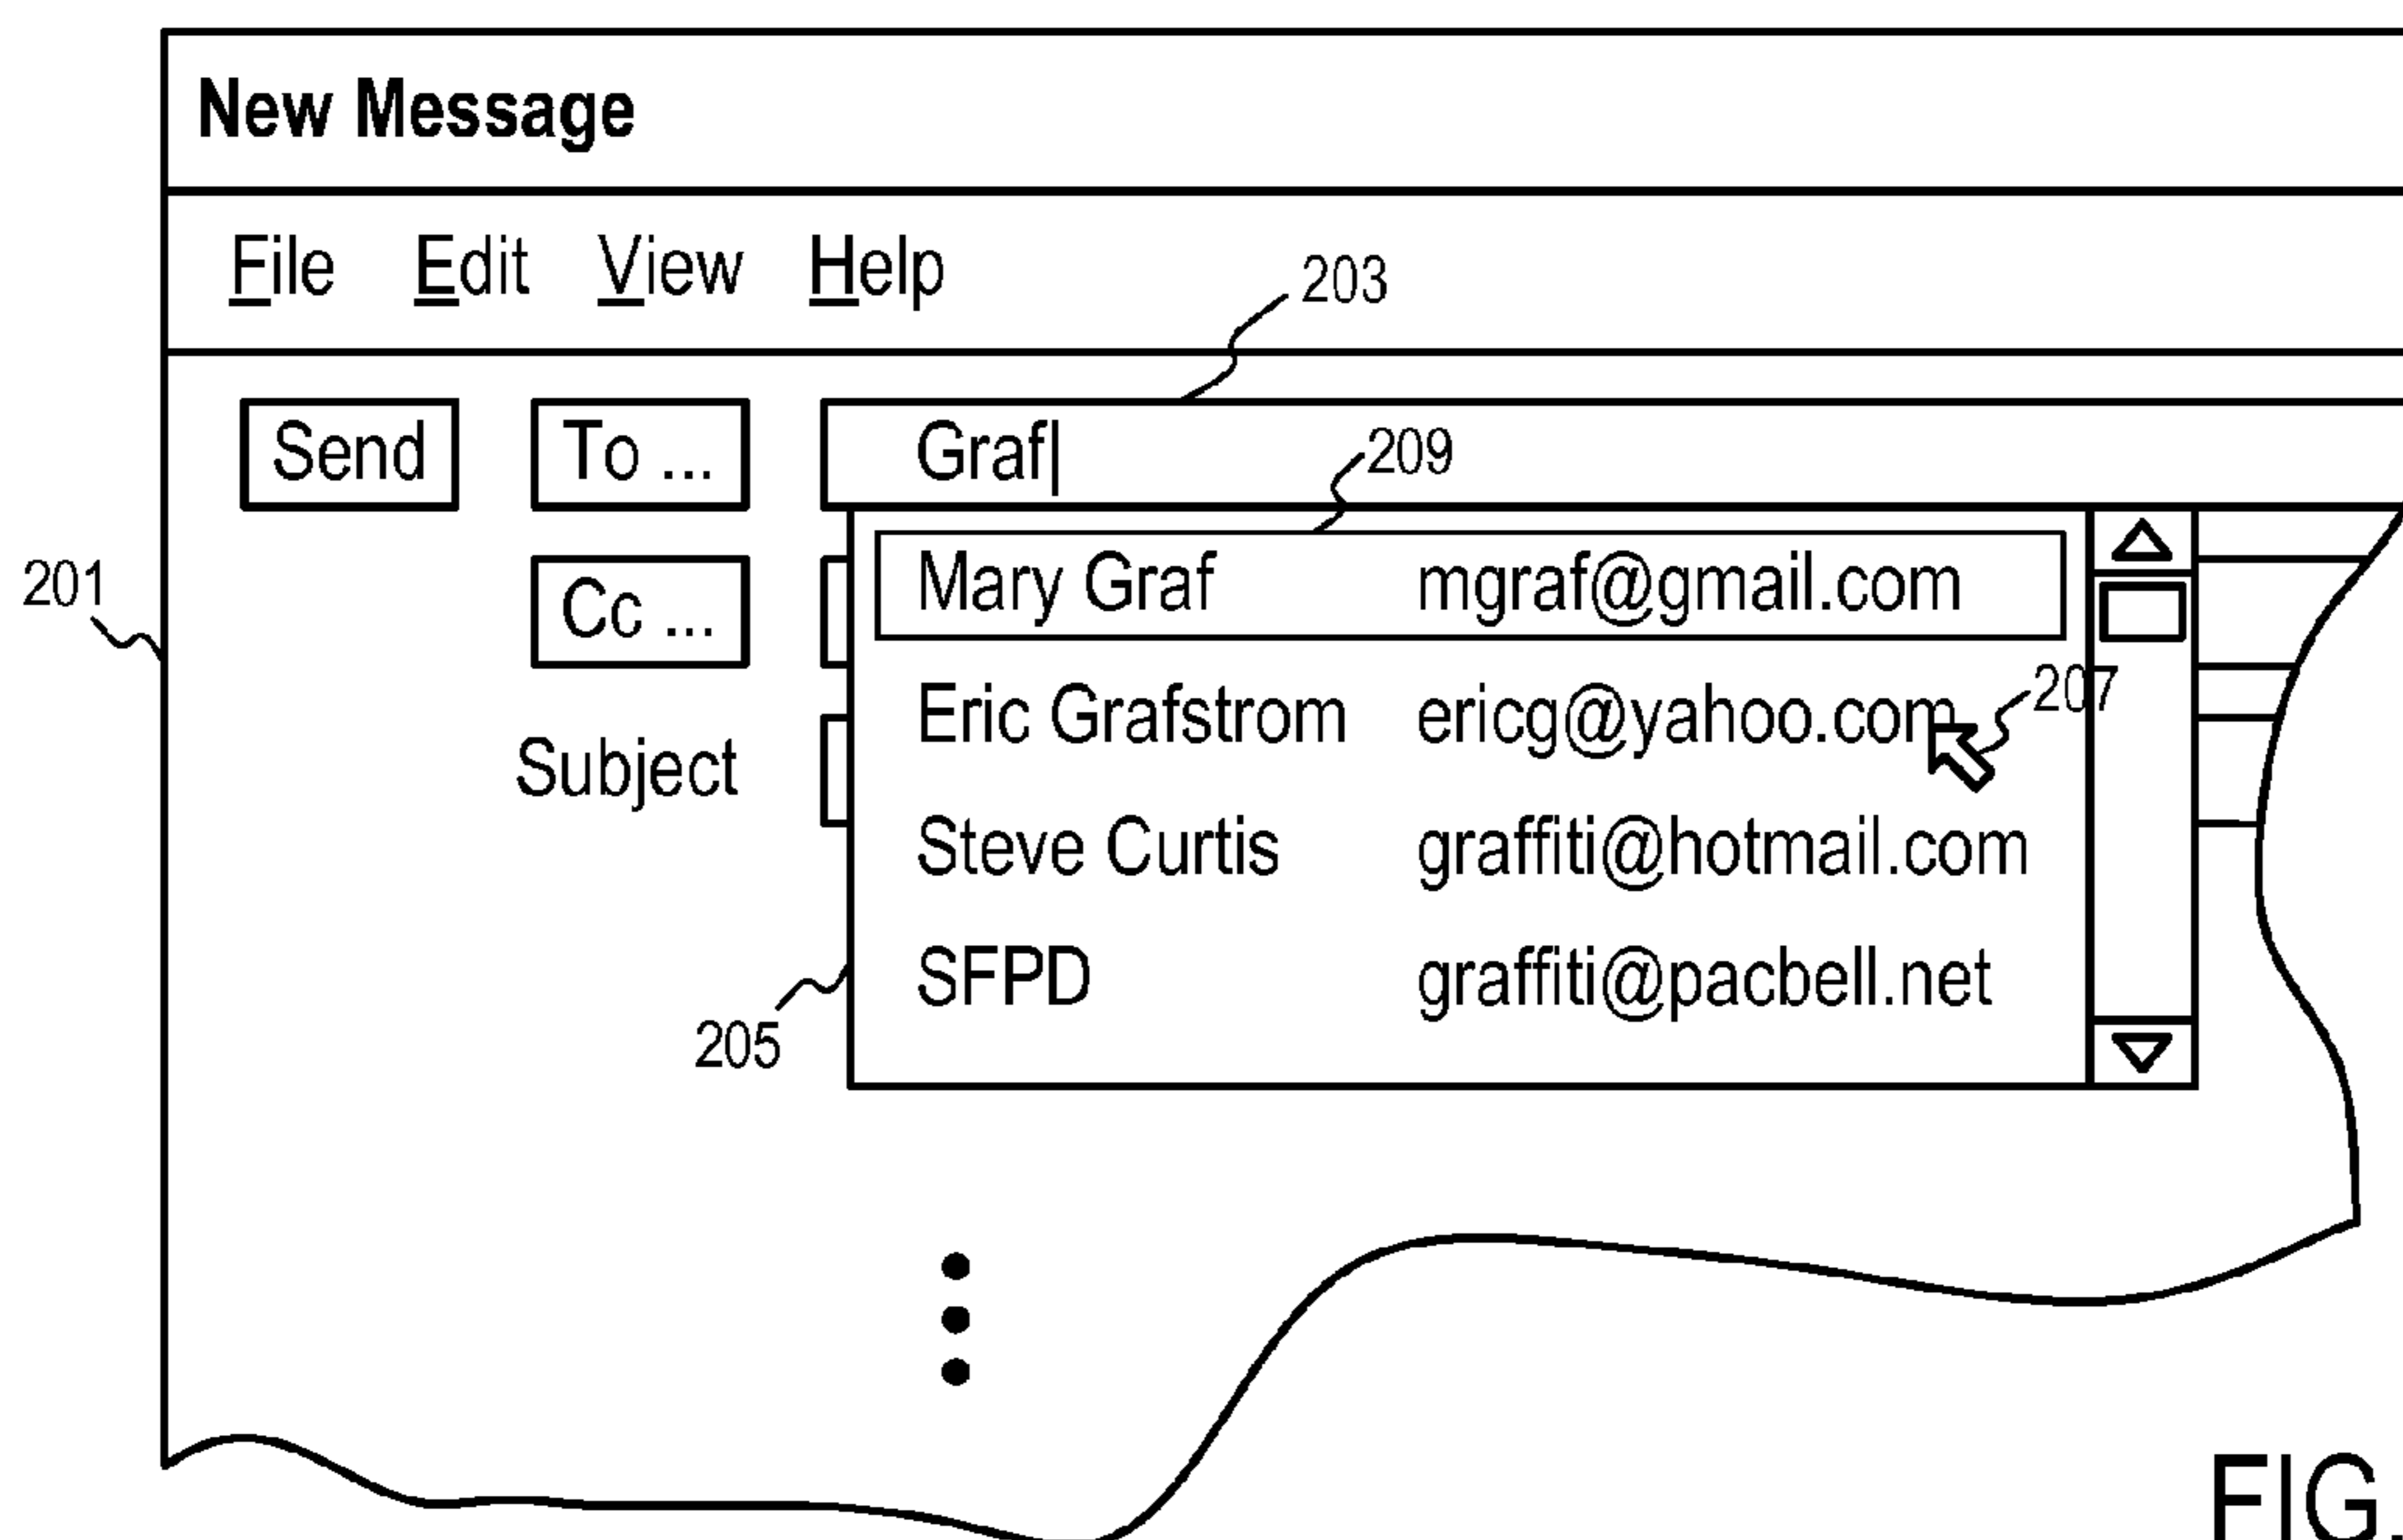 New Message
File Edit View Help
203
Send To ... Graf
209
201
Cc ... Mary Graf mgraf@gmail.com
207
Subject Eric Grafstrom ericg@yahoo.com
Steve Curtis graffiti@hotmail.com
SFPD graffiti@pacbell.net
205
FIG.